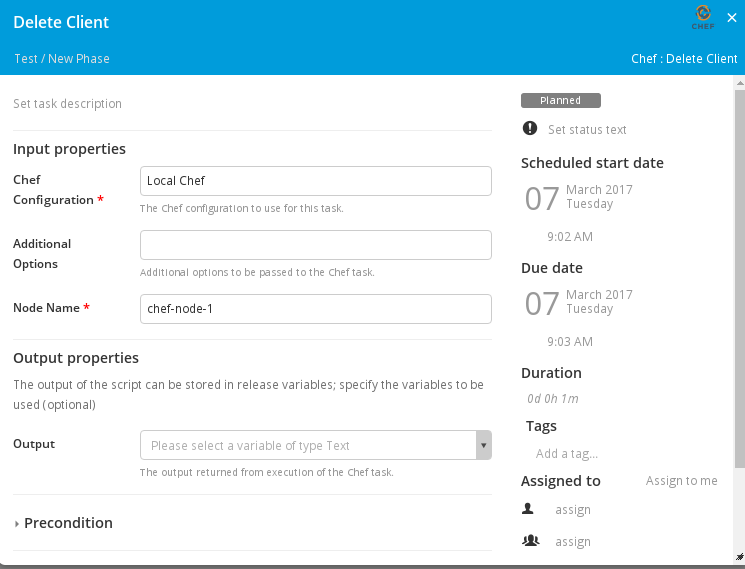 Delete Client
CHEF
Test / New Phase
Chef : Delete Client
Set task description
Input properties
Chef
Configuration *
Local Chef
The Chef configuration to use for this task.
Additional
Options
Additional options to be passed to the Chef task.
Node Name *
chef-node-1
Output properties
The output of the script can be stored in release variables; specify the variables to be
used (optional)
Output
Please select a variable of type Text
The output returned from execution of the Chef task.
Precondition
Planned
Set status text
Scheduled start date
07
March 2017
Tuesday
9:02 AM
Due date
07
March 2017
Tuesday
9:03 AM
Duration
0d 0h 1m
Tags
Add a tag...
Assigned to
Assign to me
assign
assign